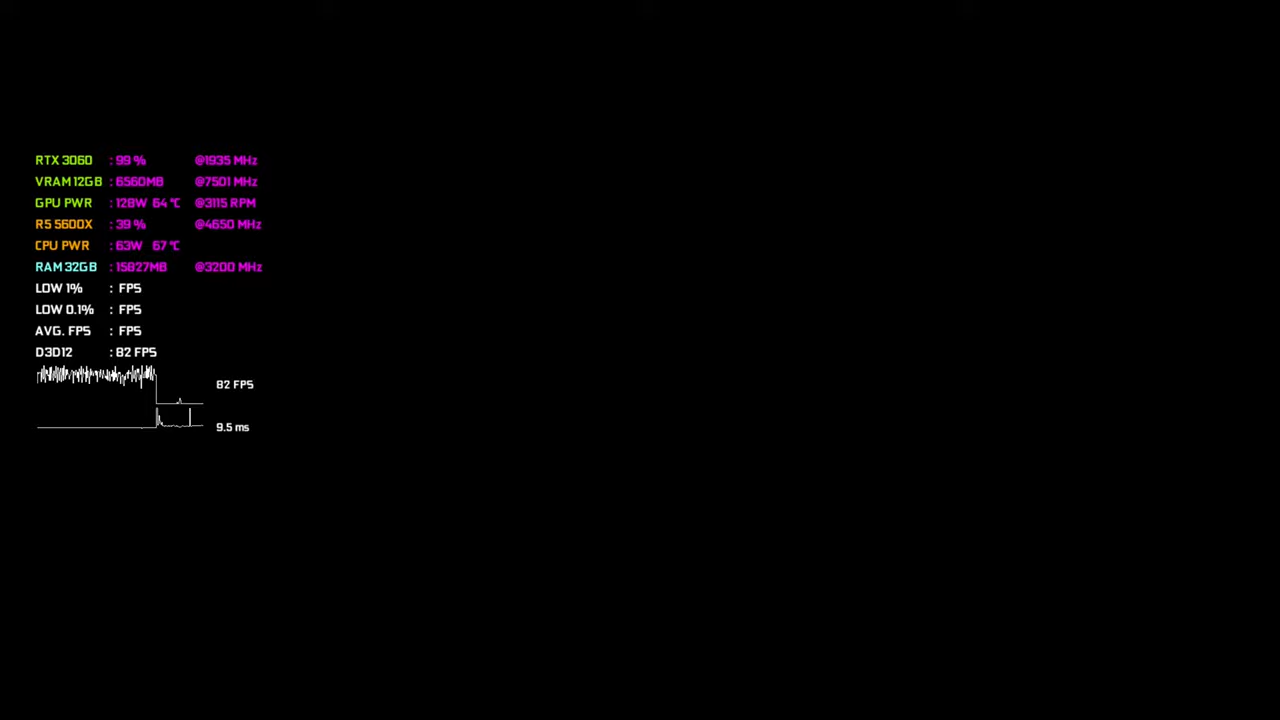 RTX 3060 : 99 % @1935 MHz
VRAM 12GB : 6560MB @7501 MHz
GPU PWR : 128W 64 °C @3115 RPM
R5 5600X : 39 % @4650 MHz
CPU PWR : 63W 67 °C
RAM 32GB : 15827MB @3200 MHz
LOW 1% : FPS
LOW 0.1% : FPS
AVG. FPS : FPS
D3D12 : 82 FPS
82 FPS
9.5 ms